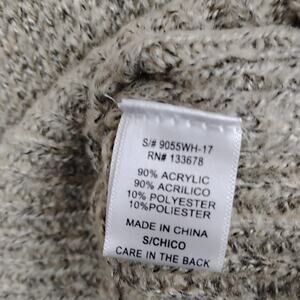 S/# 9055WH-17
RN# 133678
90% ACRYLIC
90% ACRILICO
10% POLYESTER
10%POLIESTER
MADE IN CHINA
S/CHICO
CARE IN THE BACK